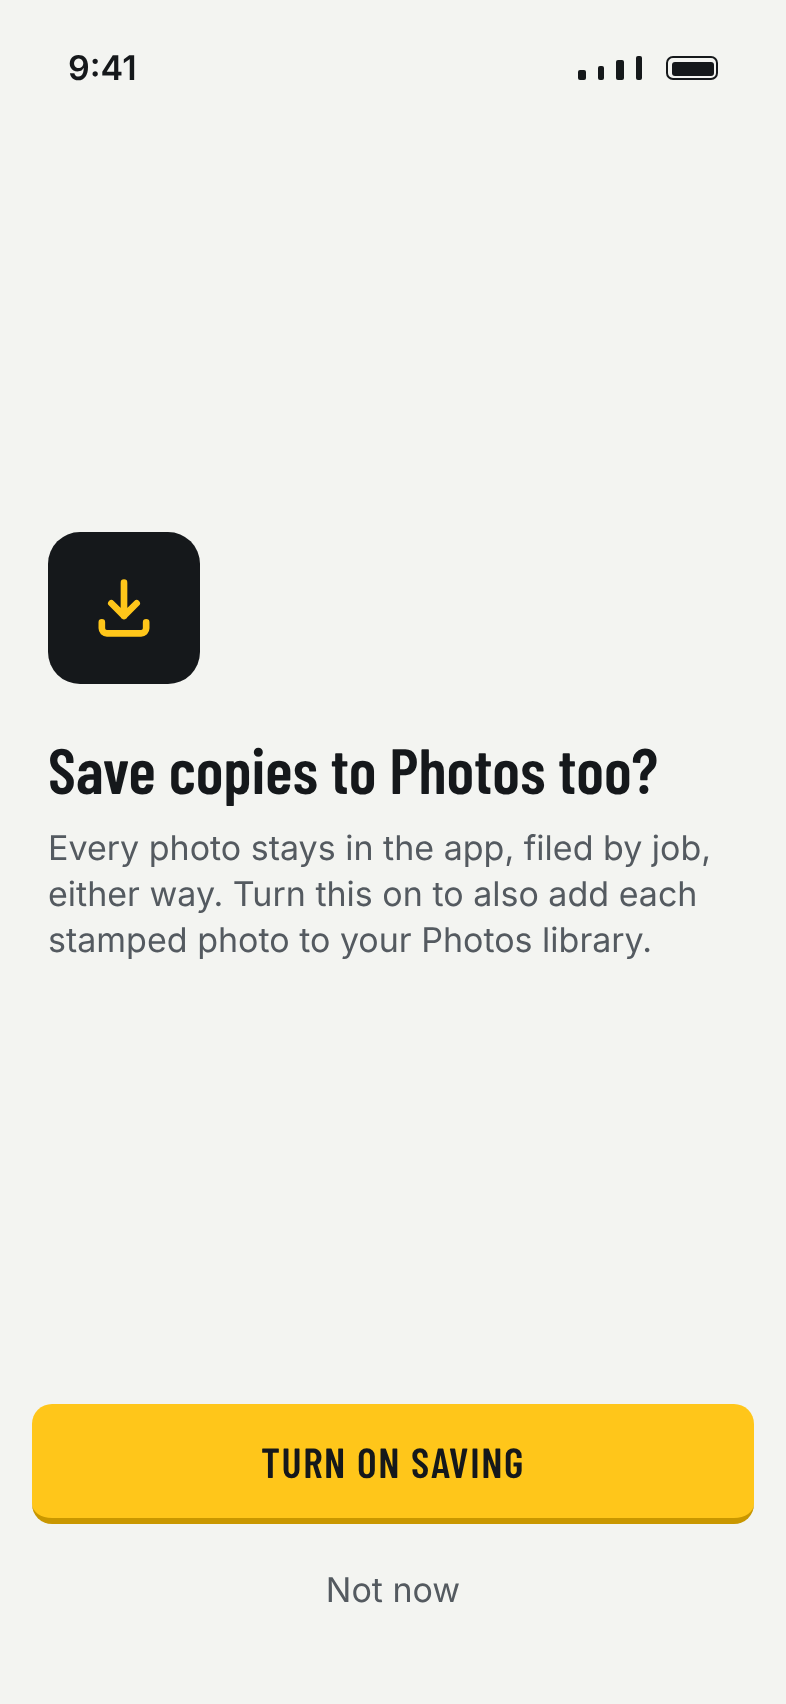 9:41
Save copies to Photos too?
Every photo stays in the app, filed by job,
either way. Turn this on to also add each
stamped photo to your Photos library.
TURN ON SAVING
Not now